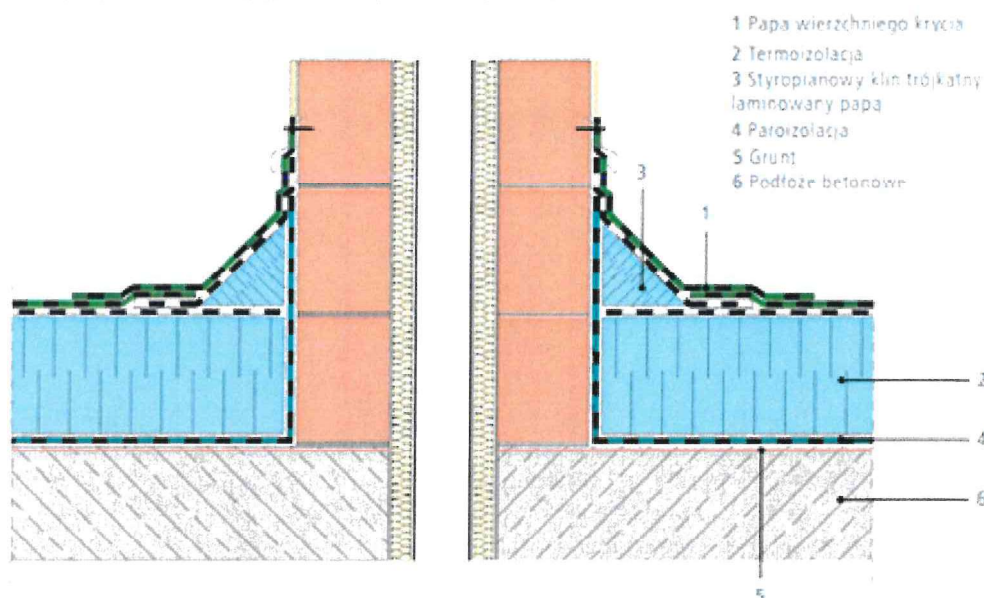 1 Papa wierzchniego krycia
2 Termoizolacja
3 Styropianowy klin trójkatny
laminowany papą
4 Paroizolacja
5 Grunt
6 Podłoże betonowe
3
1
2
4
6
5